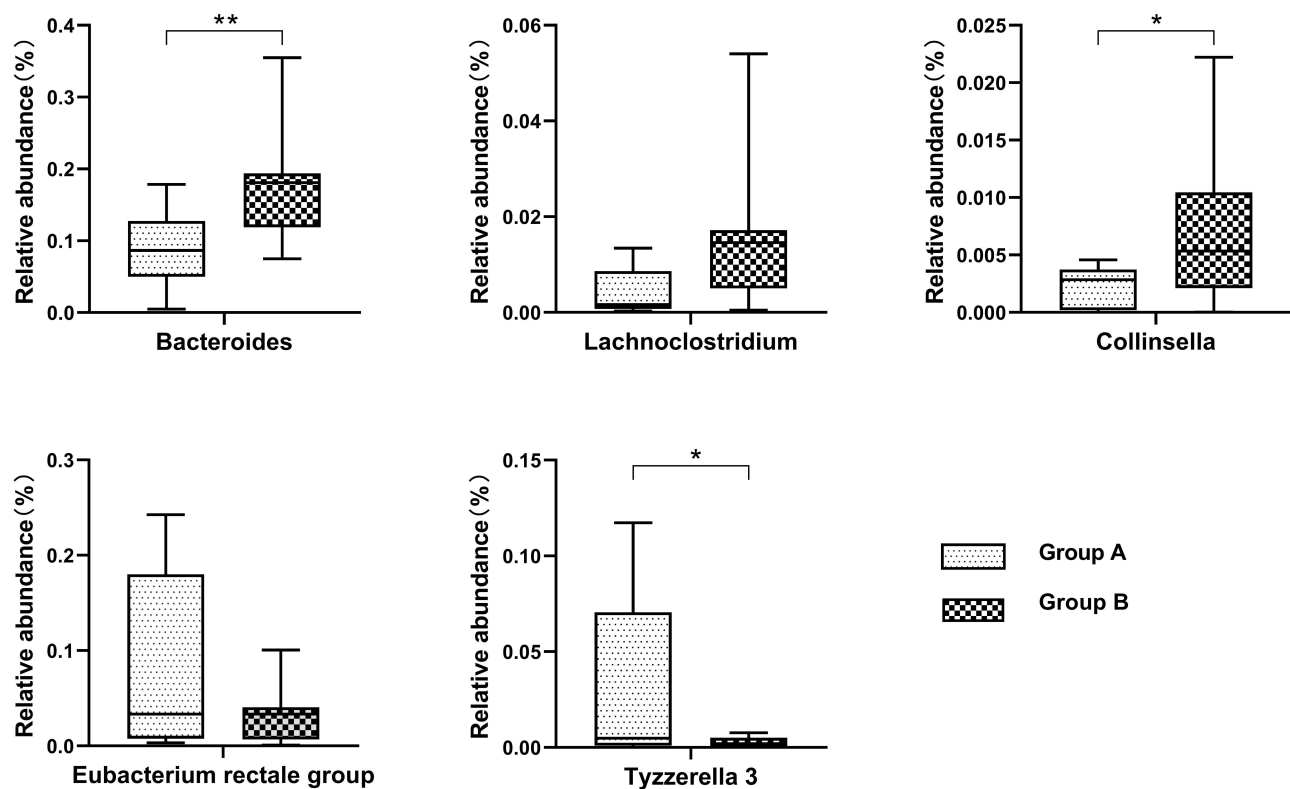 **
Relative abundance(%)
0.4
0.3
0.2
0.1
0.0
Bacteroides
Relative abundance(%)
0.06
0.04
0.02
0.00
Lachnoclostridium
*
Relative abundance(%)
0.025
0.020
0.015
0.010
0.005
0.000
Collinsella
Relative abundance(%)
0.3
0.2
0.1
0.0
Eubacterium rectale group
*
Relative abundance(%)
0.15
0.10
0.05
0.00
Tyzzerella 3
Group A
Group B